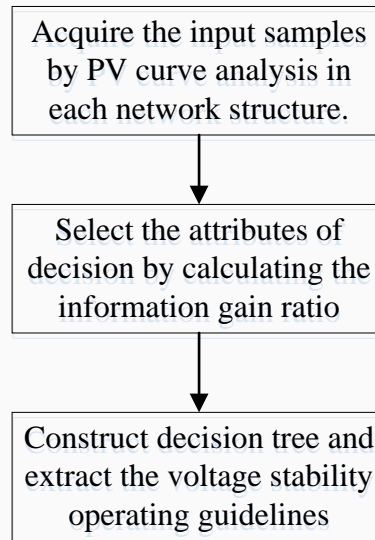 Acquire the input samples
by PV curve analysis in
each network structure.
Select the attributes of
decision by calculating the
information gain ratio
Construct decision tree and
extract the voltage stability
operating guidelines